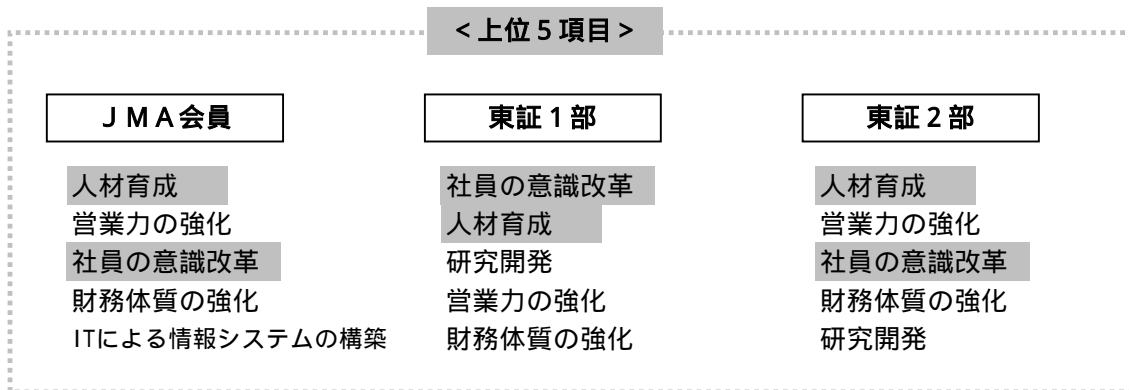 <上位5項目>
JMA会員
人材育成
営業力の強化
社員の意識改革
財務体質の強化
ITによる情報システムの構築
東証1部
社員の意識改革
人材育成
研究開発
営業力の強化
財務体質の強化
東証2部
人材育成
営業力の強化
社員の意識改革
財務体質の強化
研究開発